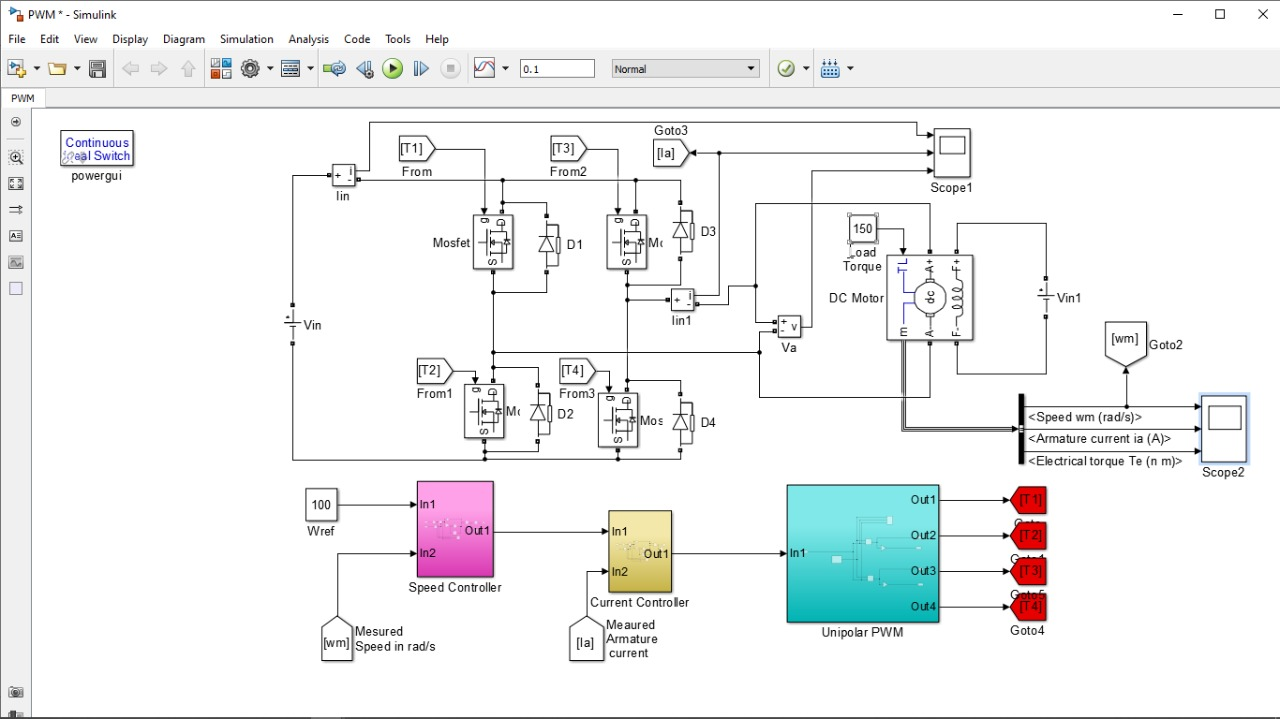 PWM * - Simulink
File Edit View Display Diagram Simulation Analysis Code Tools Help
0.1
Normal
PWM
Continuous
powergui
Iin
[T1]
From
[T3]
From2
Goto3
[Ia]
Scope1
Mosfet
g
D
S
D1
g
D
S
D3
150
Load
Torque
TL
A+
F+
dc
m
A-
F-
DC Motor
Vin
Iin1
+
-
i
+
-
v
Va
Vin1
[wm]
Goto2
[T2]
From1
[T4]
From3
g
D
S
D2
g
D
S
Mos
D4
<Speed wm (rad/s)>
<Armature current ia (A)>
<Electrical torque Te (n m)>
Scope2
100
Wref
In1
In2
Out1
Speed Controller
In1
In2
Out1
Current Controller
In1
Out1
Out2
Out3
Out4
Unipolar PWM
[T1]
[T2]
[T3]
[T4]
Goto4
[wm]
Mesured
Speed in rad/s
[Ia]
Meaured
Armature
current